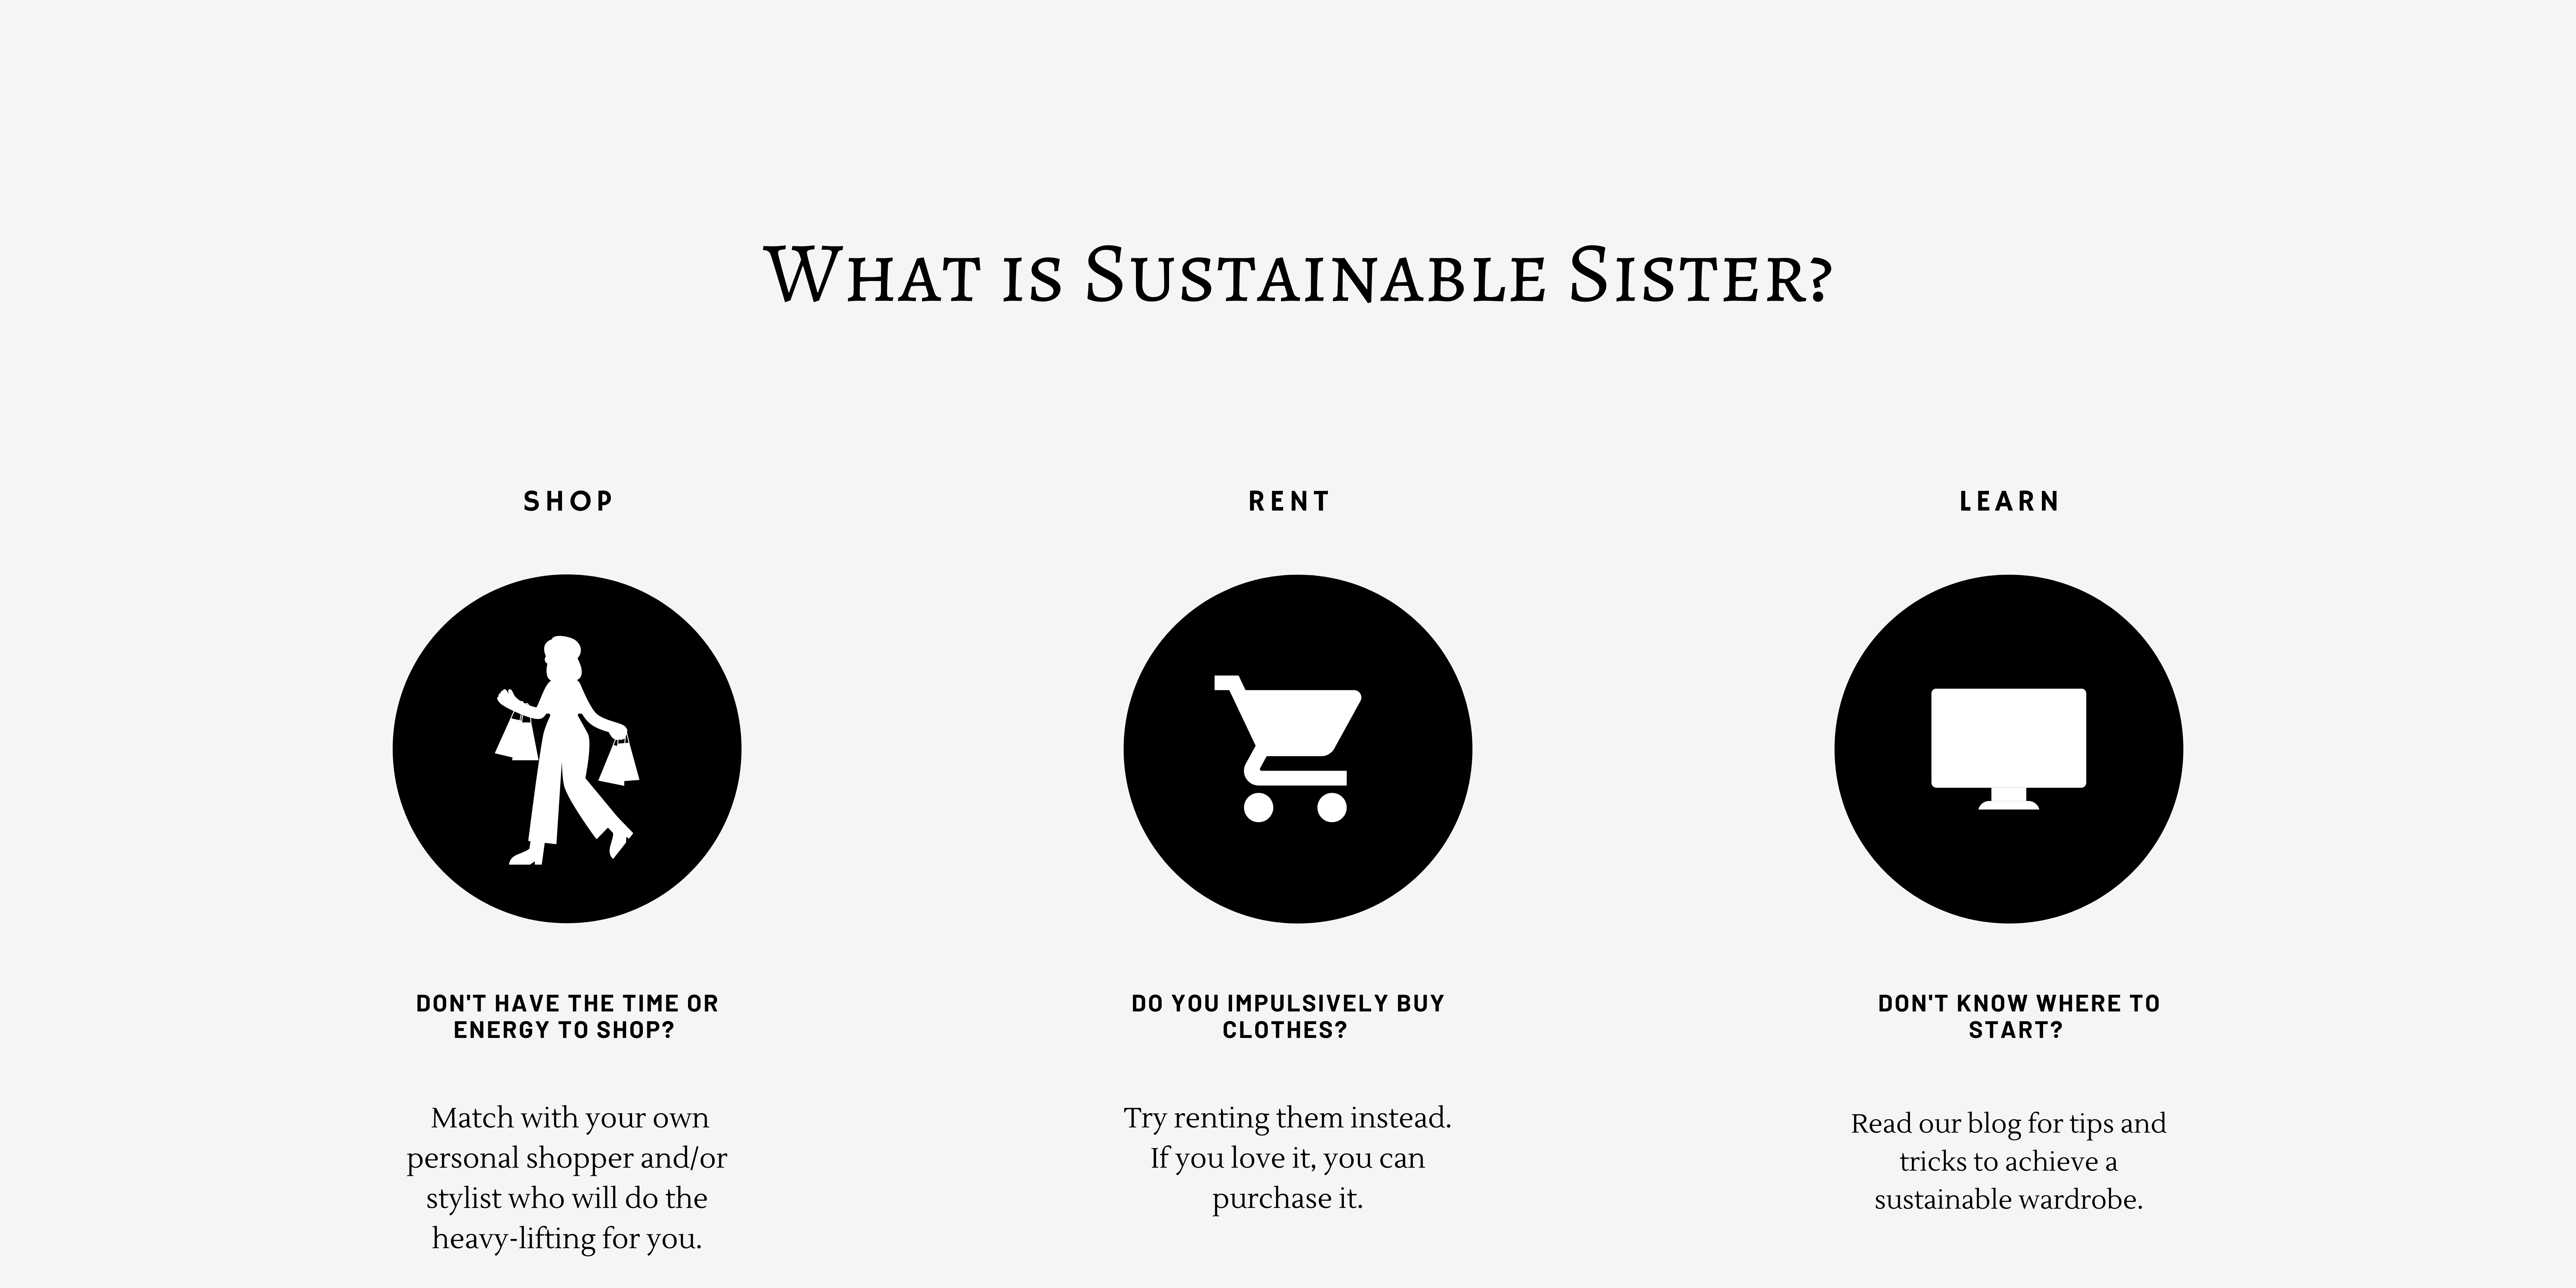 What is Sustainable Sister?
SHOP
DON'T HAVE THE TIME OR
ENERGY TO SHOP?
Match with your own
personal shopper and/or
stylist who will do the
heavy-lifting for you.
RENT
DO YOU IMPULSIVELY BUY
CLOTHES?
Try renting them instead.
If you love it, you can
purchase it.
LEARN
DON'T KNOW WHERE TO
START?
Read our blog for tips and
tricks to achieve a
sustainable wardrobe.